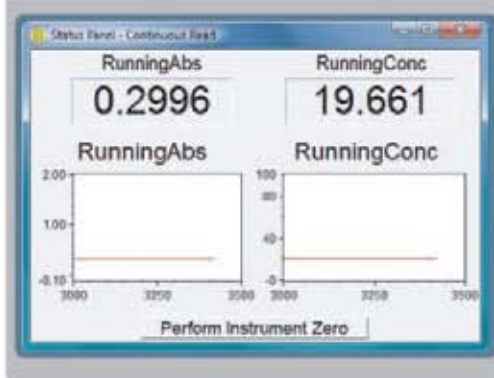 Status Panel - Continuous Read
RunningAbs RunningConc
0.2996 19.661
RunningAbs RunningConc
2.00
1.00
-0.10
3000 3250 3500
100
80
40
-0
3000 3250 3500
Perform Instrument Zero